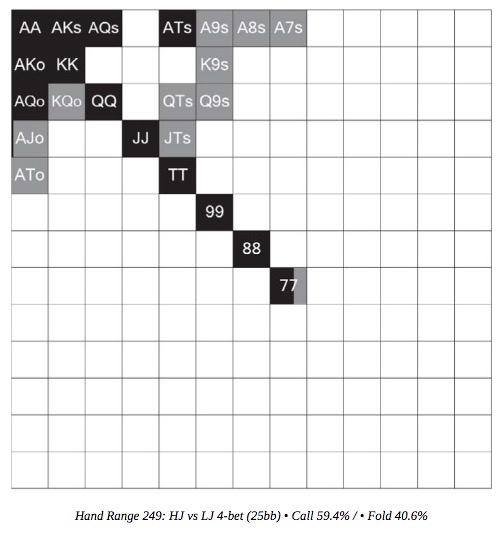 AA AKs AQs ATs A9s A8s A7s
AKo KK K9s
AQo KQo QQ QTs Q9s
AJo JJ JTs
ATo TT
99
88
77
Hand Range 249: HJ vs LJ 4-bet (25bb) • Call 59.4% / • Fold 40.6%